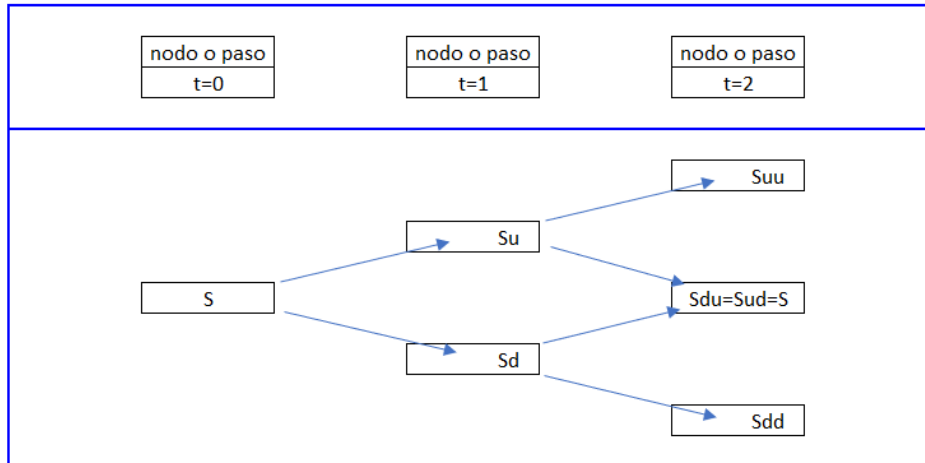 nodo o paso
t=0
nodo o paso
t=1
nodo o paso
t=2
Suu
Su
S
Sdu=Sud=S
Sd
Sdd